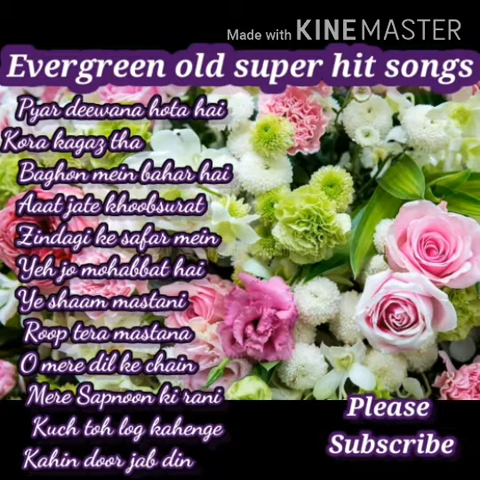 Made with KINEMASTER
Evergreen old super hit songs
Pyar deewana hota hai
Kora kagaz tha
Baghon mein bahar hai
Aaat jate khoobsurat
Zindagi ke safar mein
Yeh jo mohabbat hai
Ye shaam mastani
Roop tera mastana
O mere dil ke chain
Mere Sapnoon ki rani
Kuch toh log kahenge
Kahin door jab din
Please
Subscribe